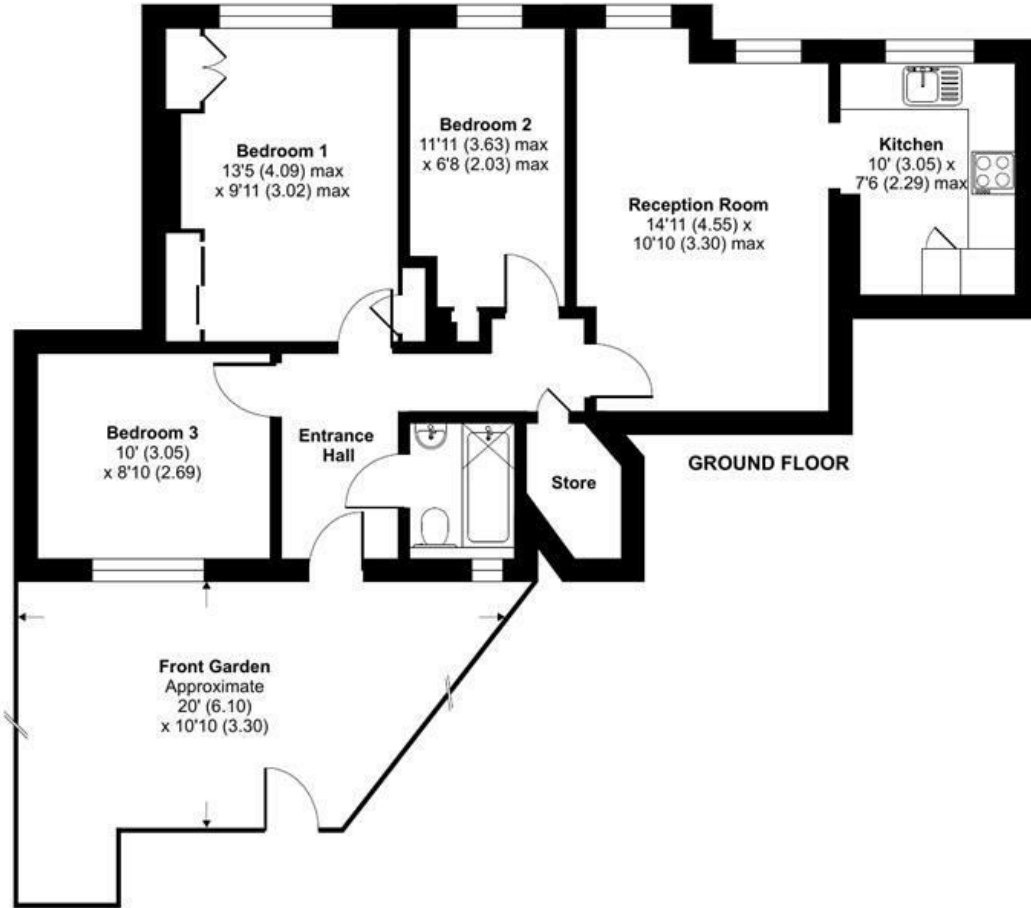 Bedroom 1
13'5 (4.09) max
x 9'11 (3.02) max
Bedroom 2
11'11 (3.63) max
x 6'8 (2.03) max
Reception Room
14'11 (4.55) x
10'10 (3.30) max
Kitchen
10' (3.05) x
7'6 (2.29) max
Bedroom 3
10' (3.05)
x 8'10 (2.69)
Entrance
Hall
Store
GROUND FLOOR
Front Garden
Approximate
20' (6.10)
x 10'10 (3.30)